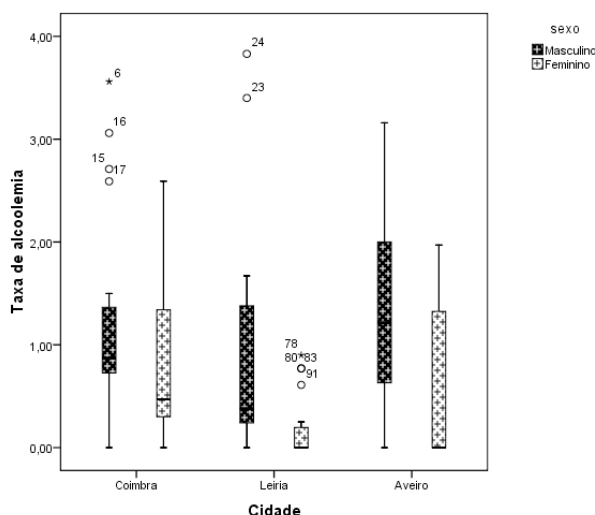 sexo
Masculino
Feminino
4,00
3,00
2,00
1,00
0,00
Taxa de alcoolemia
6
16
15
17
24
23
78
80 83
91
Coimbra
Leiria
Aveiro
Cidade